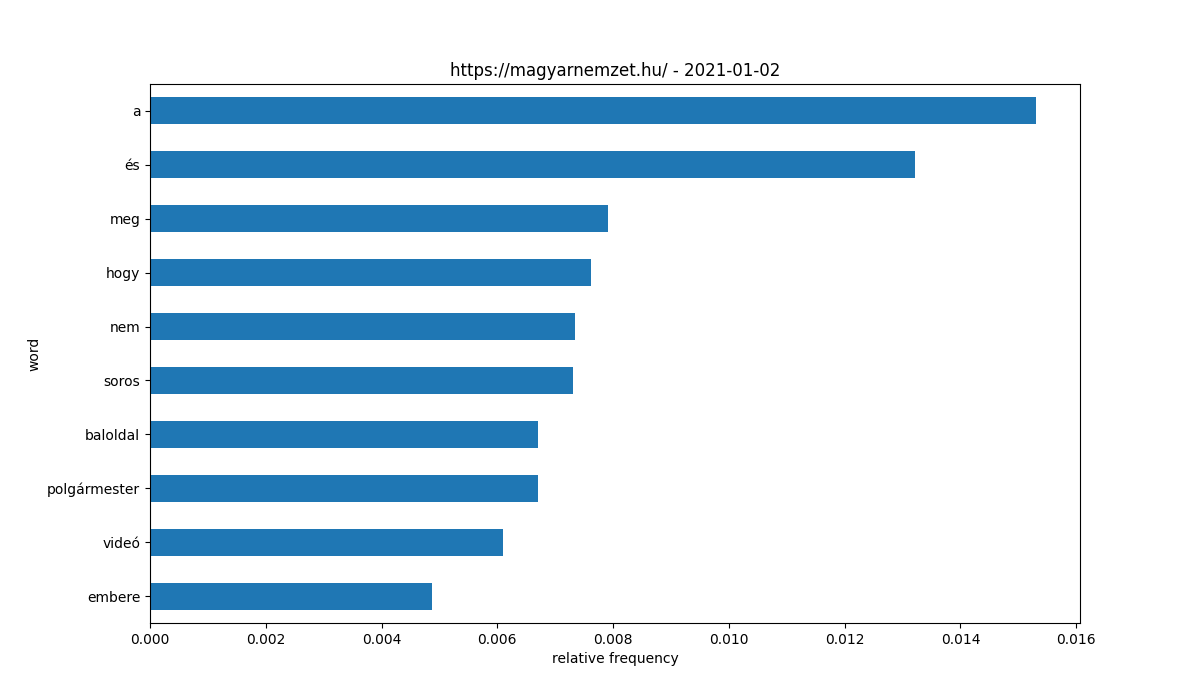 https://magyarnemzet.hu/ - 2021-01-02
a
és
meg
hogy
nem
soros
baloldal
polgármester
videó
embere
word
0.000 0.002 0.004 0.006 0.008 0.010 0.012 0.014 0.016
relative frequency